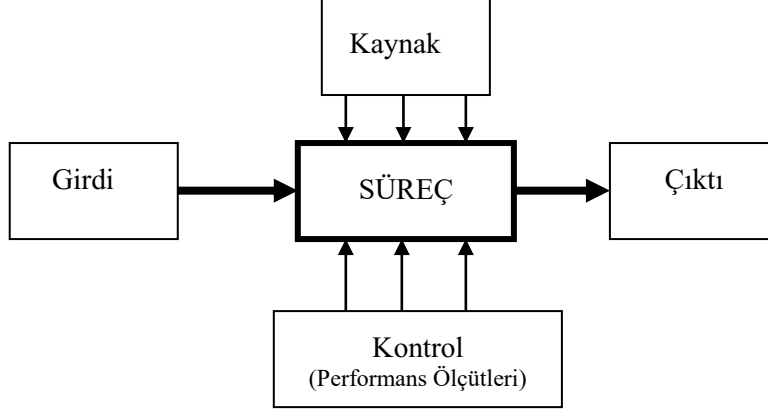 Kaynak
Girdi
SÜREÇ
Çıktı
Kontrol
(Performans Ölçütleri)